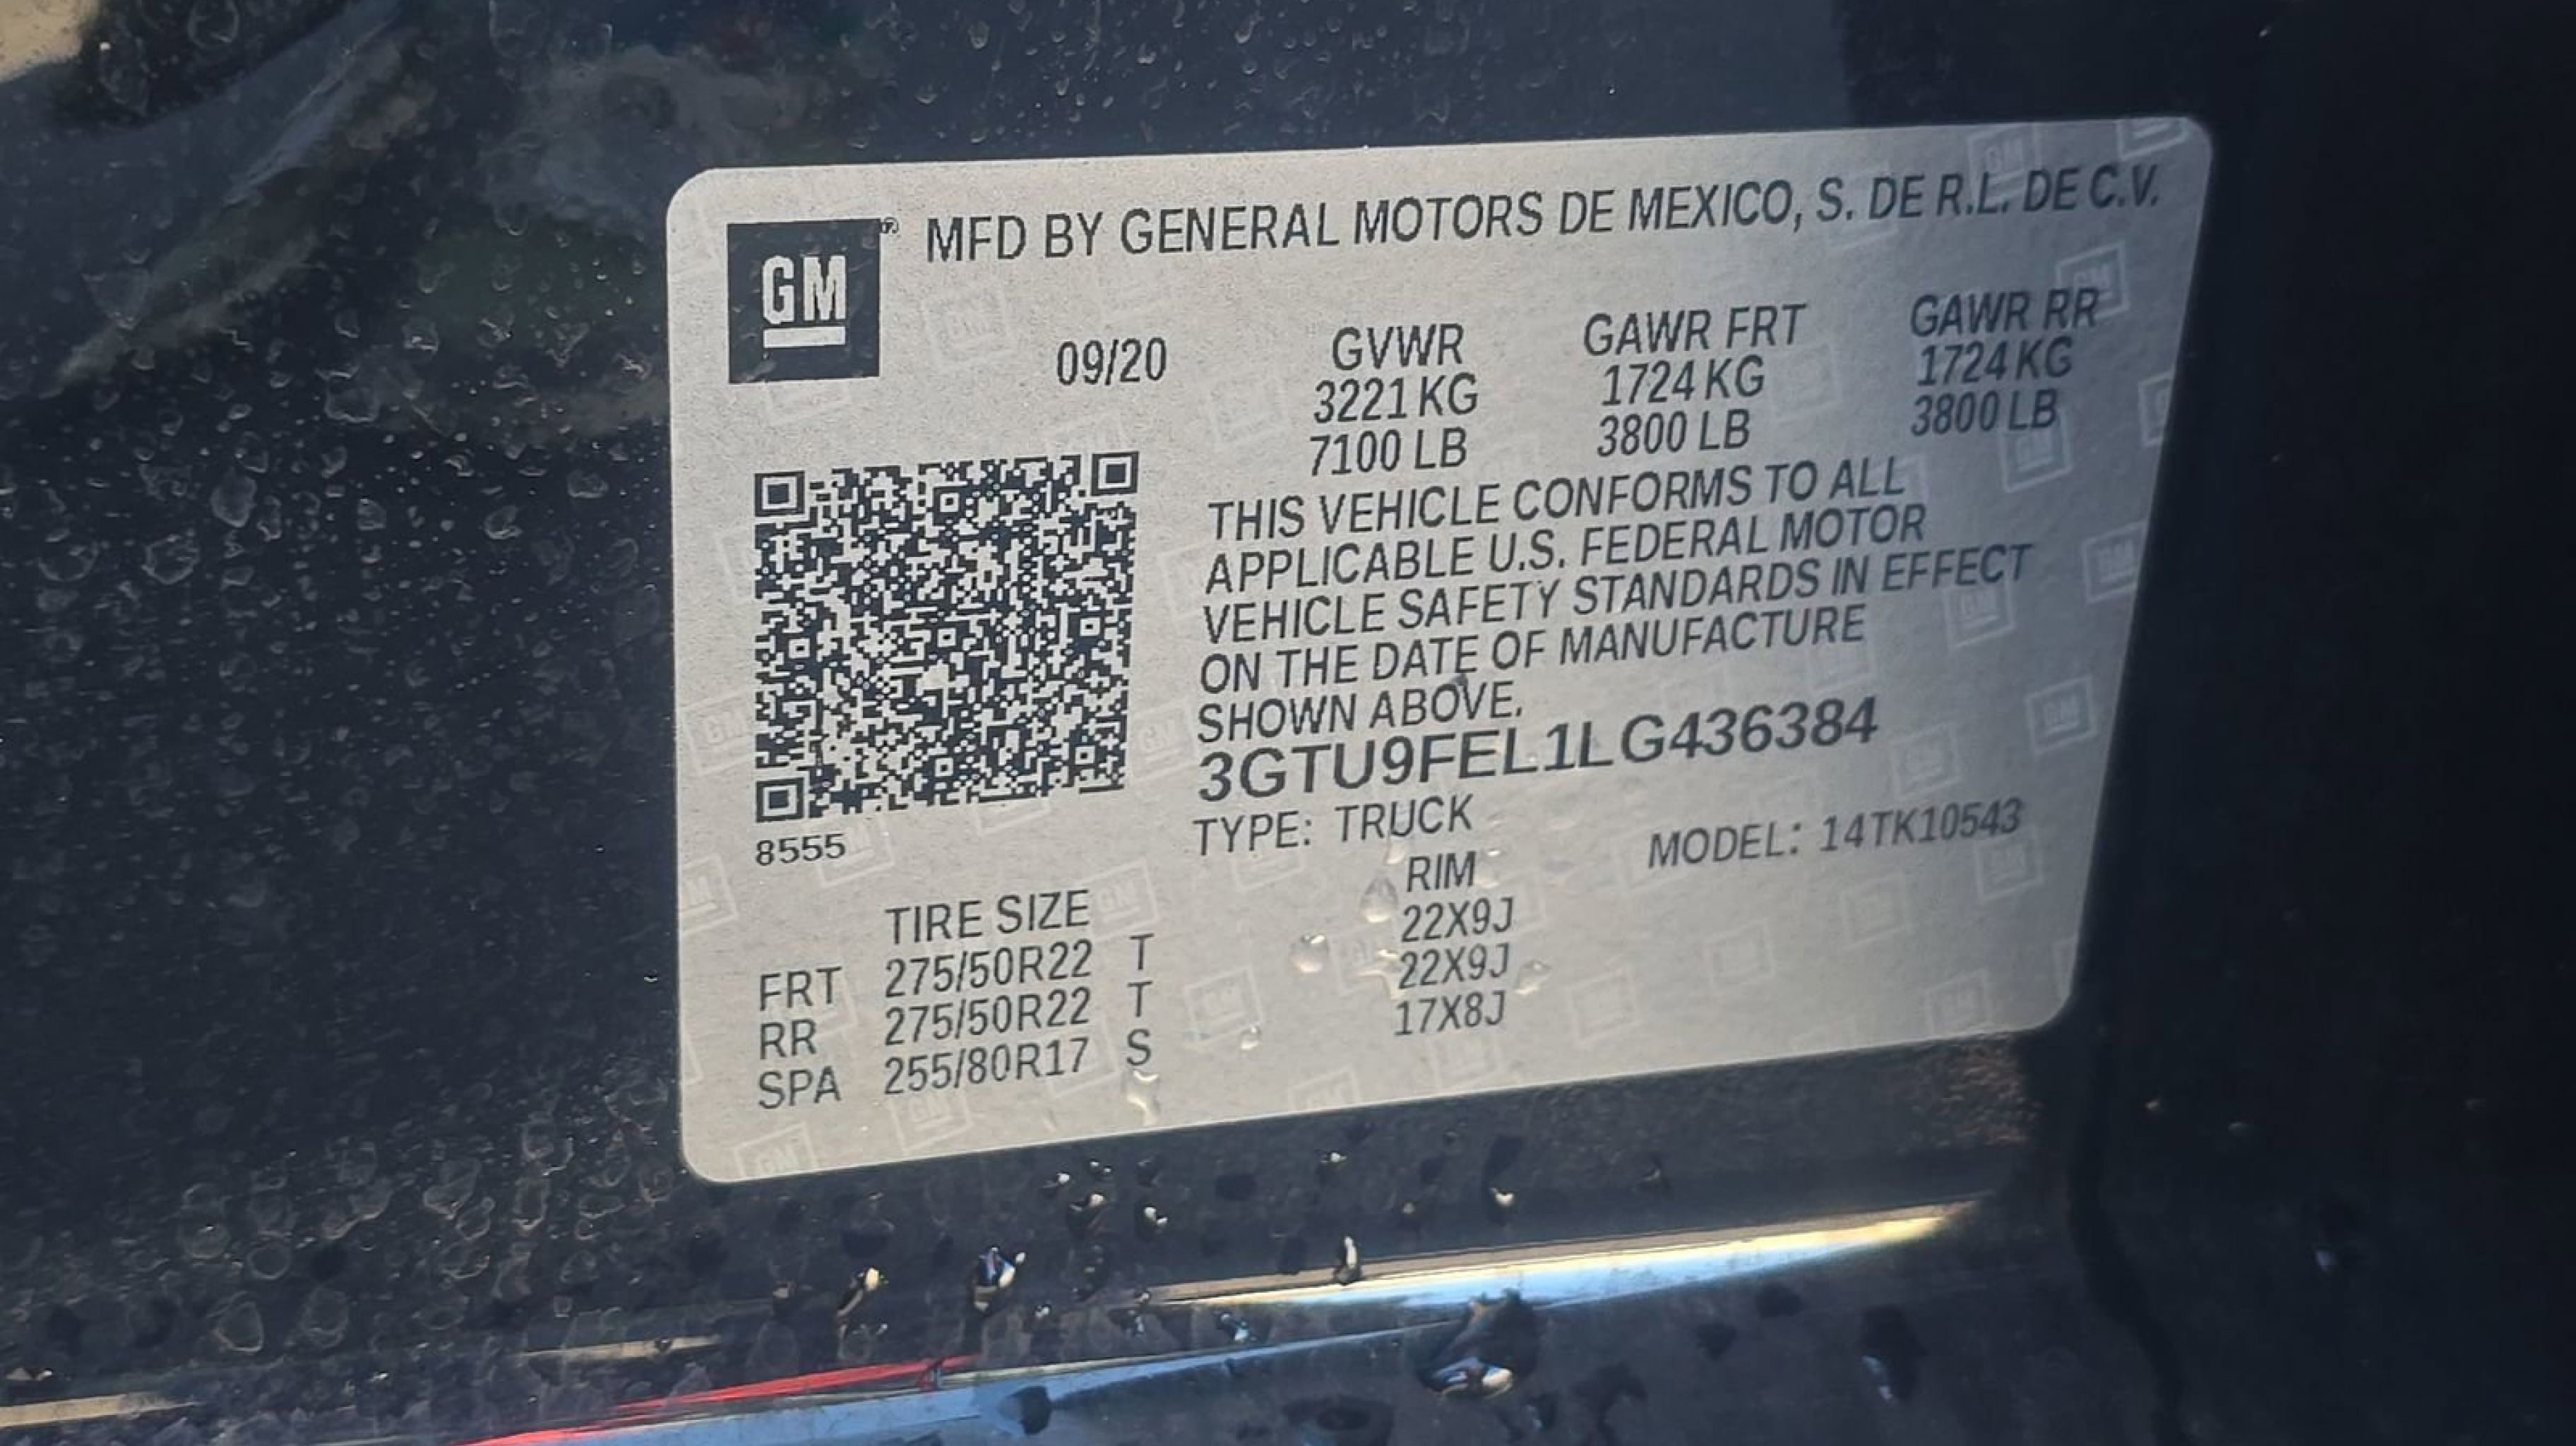 GM
MFD BY GENERAL MOTORS DE MEXICO, S. DE R.L. DE C.V.
09/20 GVWR GAWR FRT GAWR RR
3221 KG 1724 KG 1724 KG
7100 LB 3800 LB 3800 LB
THIS VEHICLE CONFORMS TO ALL
APPLICABLE U.S. FEDERAL MOTOR
VEHICLE SAFETY STANDARDS IN EFFECT
ON THE DATE OF MANUFACTURE
SHOWN ABOVE.
3GTU9FEL1LG436384
8555
TYPE: TRUCK MODEL: 14TK10543
TIRE SIZE RIM
FRT 275/50R22 T 22X9J
RR 275/50R22 T 22X9J
SPA 255/80R17 S 17X8J